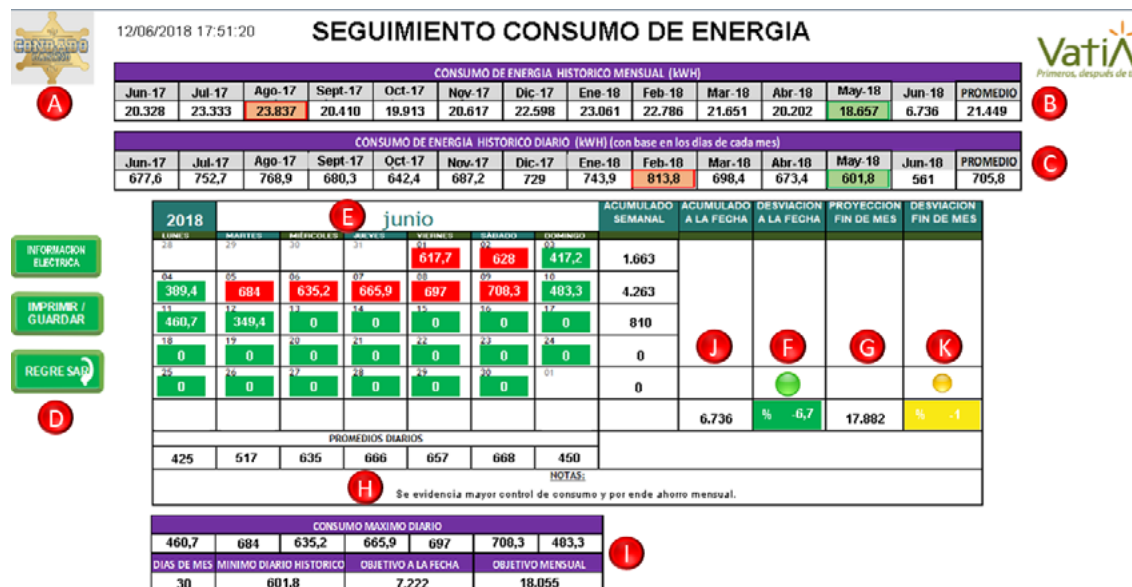 12/06/2018 17:51:20 SEGUIMIENTO CONSUMO DE ENERGIA
CONDADO
VatiA
Primeros, después de t
A
CONSUMO DE ENERGIA HISTORICO MENSUAL (kWH)
Jun-17 Jul-17 Ago-17 Sept-17 Oct-17 Nov-17 Dic-17 Ene-18 Feb-18 Mar-18 Abr-18 May-18 Jun-18 PROMEDIO
20.328 23.333 23.837 20.410 19.913 20.617 22.598 23.061 22.786 21.651 20.202 18.657 6.736 21.449
B
CONSUMO DE ENERGIA HISTORICO DIARIO (kWH) (con base en los días de cada mes)
Jun-17 Jul-17 Ago-17 Sept-17 Oct-17 Nov-17 Dic-17 Ene-18 Feb-18 Mar-18 Abr-18 May-18 Jun-18 PROMEDIO
677,6 752,7 768,9 680,3 642,4 687,2 729 743,9 813,8 698,4 673,4 601,8 561 705,8
C
2018 E junio ACUMULADO SEMANAL ACUMULADO A LA FECHA DESVIACION A LA FECHA PROYECCION FIN DE MES DESVIACION FIN DE MES
LUNES MARTES MIÉRCOLES JUEVES VIERNES SÁBADO DOMINGO
28 29 30 31 01 02 03
617,7 628 417,2 1.663
04 05 06 07 08 09 10
389,4 684 635,2 665,9 697 708,3 483,3 4.263
11 12 13 14 15 16 17
460,7 349,4 0 0 0 0 0 810
18 19 20 21 22 23 24
0 0 0 0 0 0 0 0
J F G K
25 26 27 28 29 30 01
0 0 0 0 0 0 0
6.736 % -6,7 17.882 % -1
PROMEDIOS DIARIOS
425 517 635 666 657 668 450
NOTAS:
H Se evidencia mayor control de consumo y por ende ahorro mensual.
INFORMACION
ELECTRICA
IMPRIMIR /
GUARDAR
REGRESAR
D
CONSUMO MAXIMO DIARIO
460,7 684 635,2 665,9 697 708,3 483,3
I
DIAS DE MES MINIMO DIARIO HISTORICO OBJETIVO A LA FECHA OBJETIVO MENSUAL
30 601,8 7.222 18.055